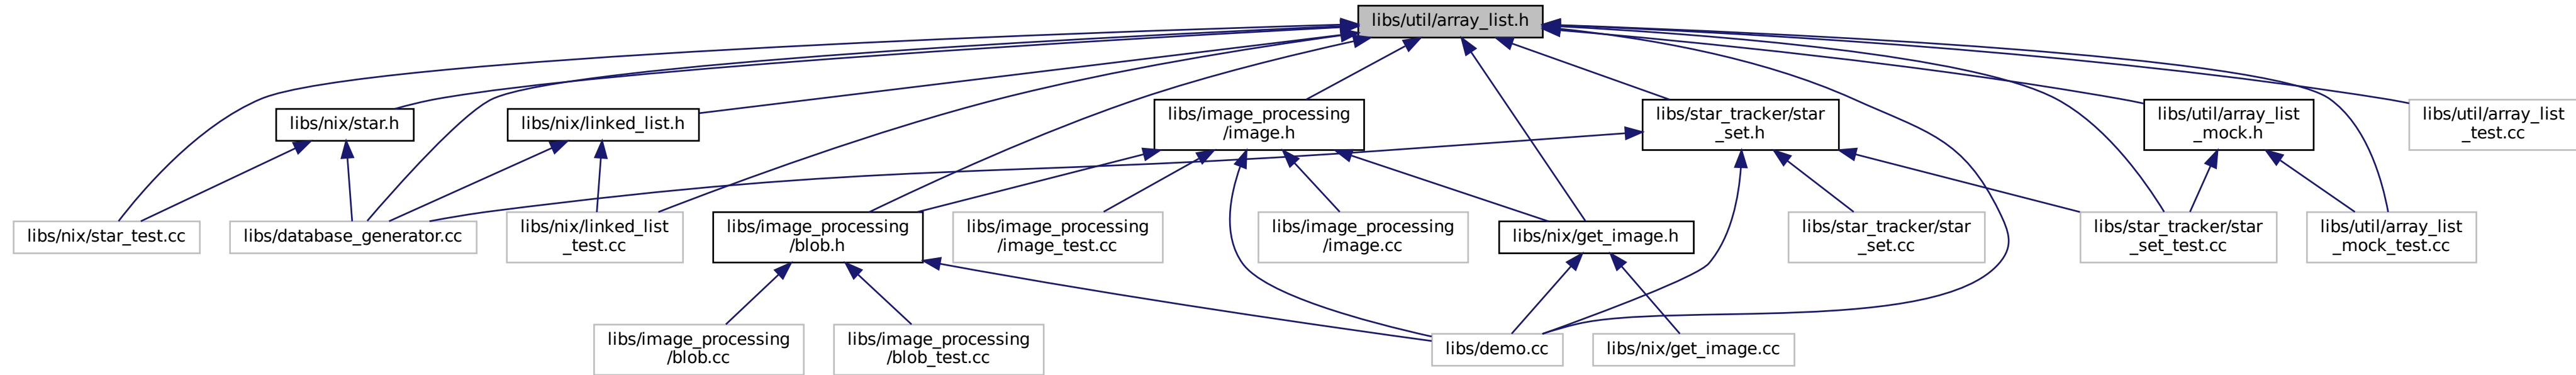 libs/util/array_list.h
libs/nix/star.h
libs/nix/linked_list.h
libs/image_processing
/image.h
libs/star_tracker/star
_set.h
libs/util/array_list
_mock.h
libs/util/array_list
_test.cc
libs/nix/star_test.cc
libs/database_generator.cc
libs/nix/linked_list
_test.cc
libs/image_processing
/blob.h
libs/image_processing
/image_test.cc
libs/image_processing
/image.cc
libs/nix/get_image.h
libs/star_tracker/star
_set.cc
libs/star_tracker/star
_set_test.cc
libs/util/array_list
_mock_test.cc
libs/image_processing
/blob.cc
libs/image_processing
/blob_test.cc
libs/demo.cc
libs/nix/get_image.cc